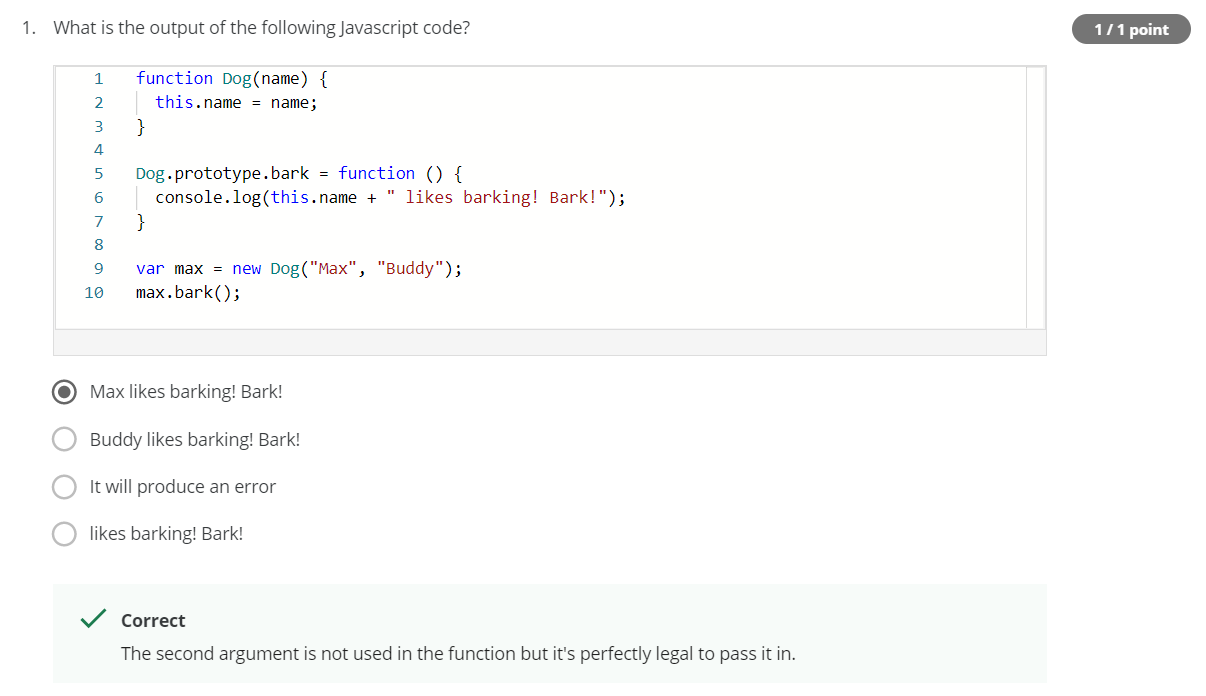 1. What is the output of the following Javascript code?
1 / 1 point
1 function Dog(name) {
2 this.name = name;
3 }
4
5 Dog.prototype.bark = function () {
6 console.log(this.name + " likes barking! Bark!");
7 }
8
9 var max = new Dog("Max", "Buddy");
10 max.bark();
Max likes barking! Bark!
Buddy likes barking! Bark!
It will produce an error
likes barking! Bark!
Correct
The second argument is not used in the function but it's perfectly legal to pass it in.